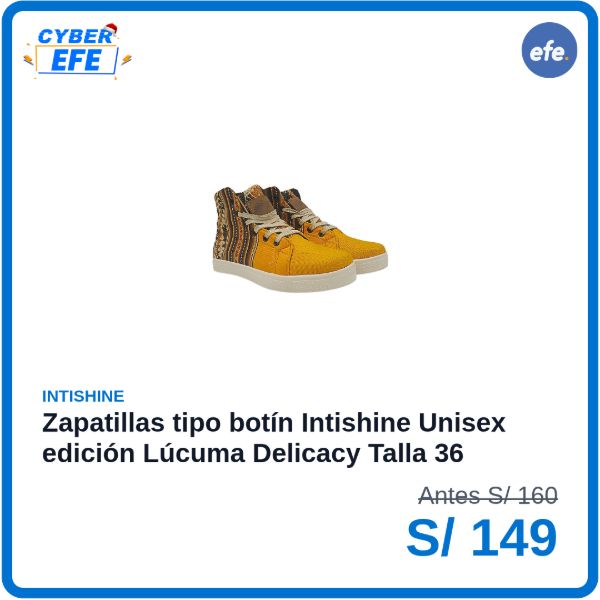 CYBER
EFE
efe.
INTISHINE
Zapatillas tipo botín Intishine Unisex
edición Lúcuma Delicacy Talla 36
Antes S/ 160
S/ 149